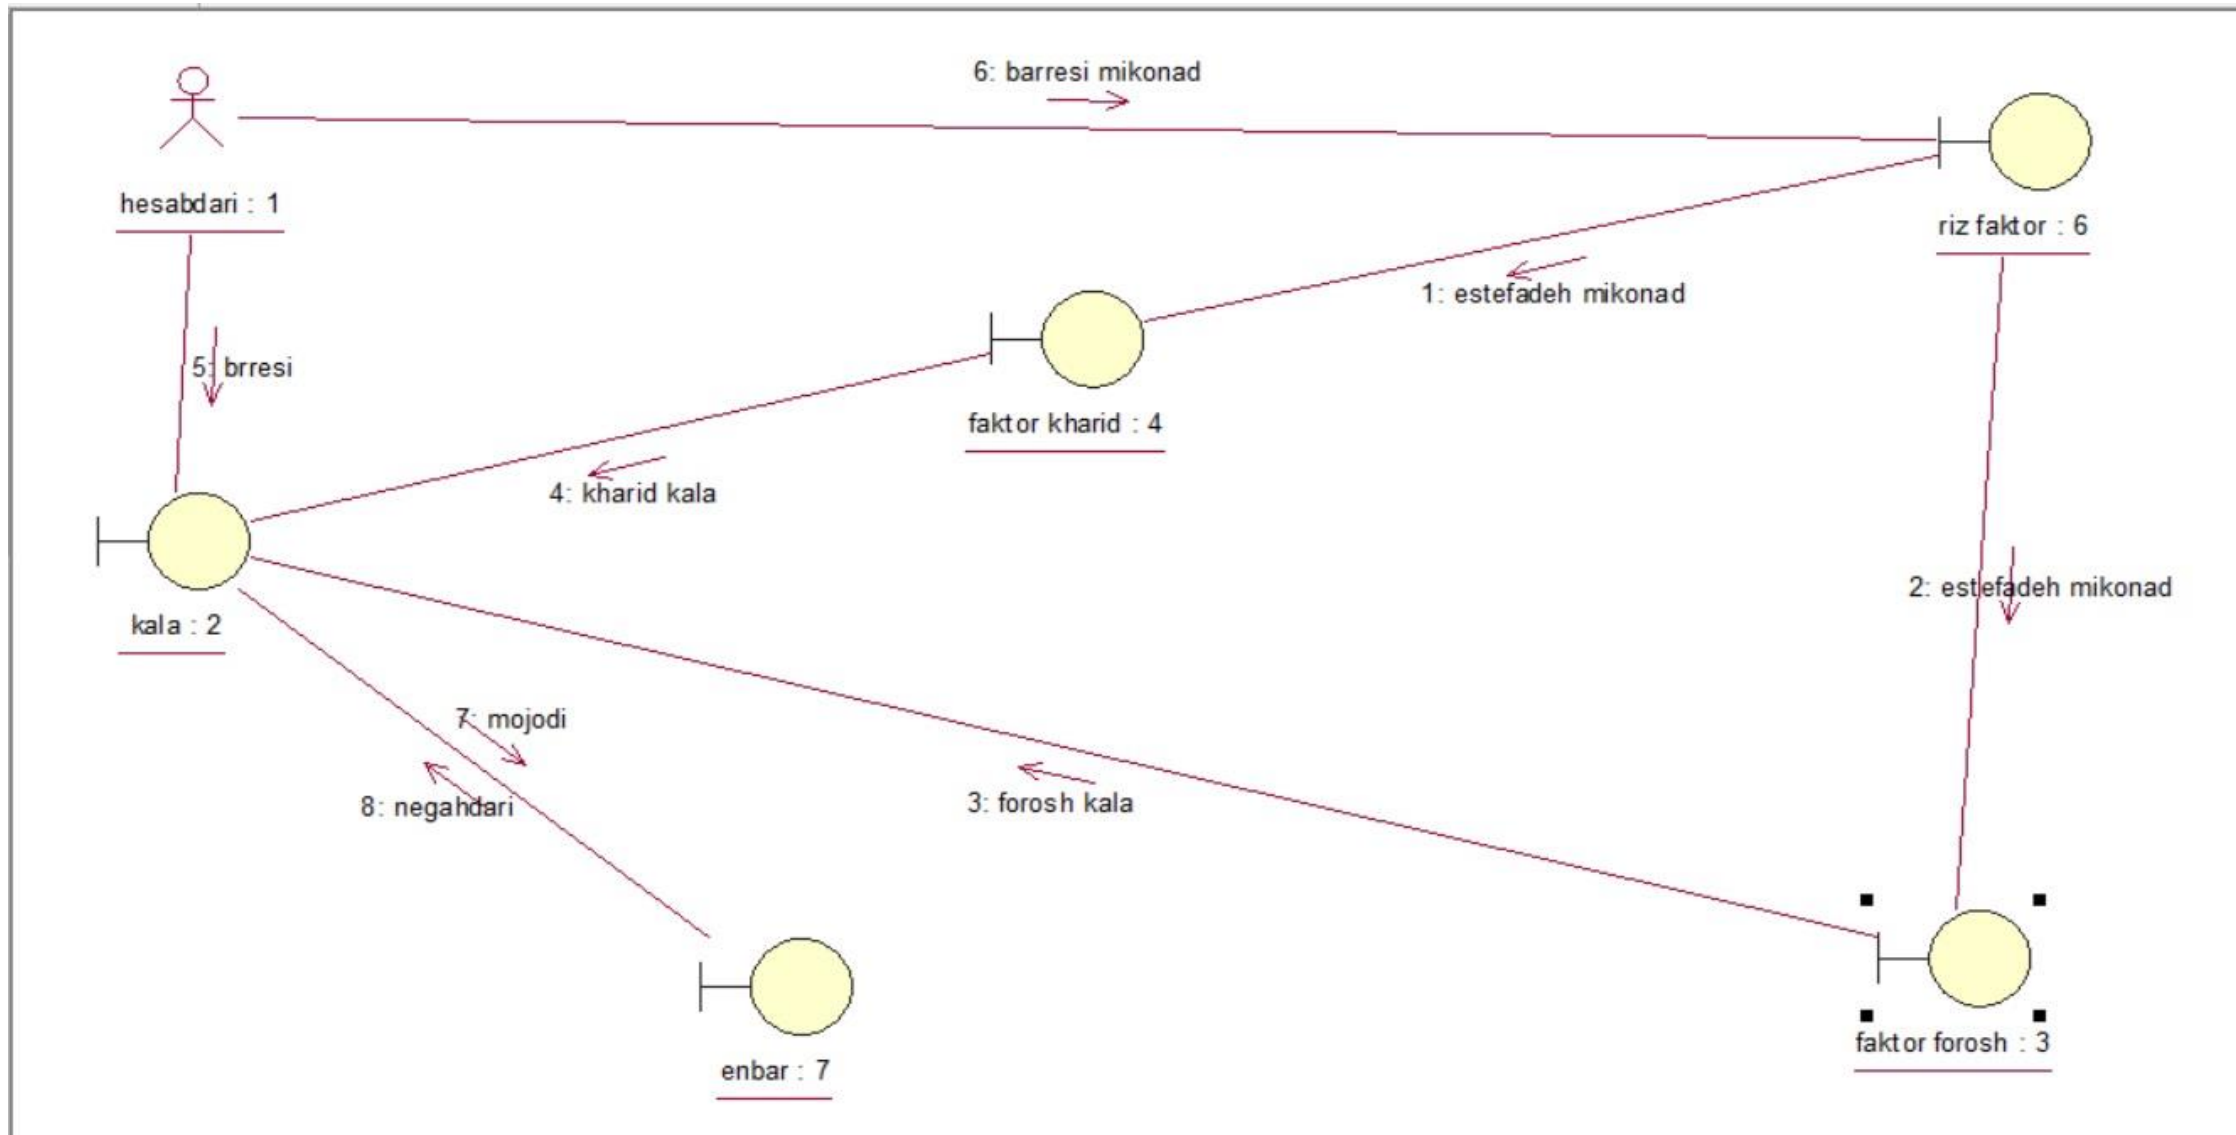 6: barresi mikonad
hesabdari : 1
riz faktor : 6
1: estefadeh mikonad
5: brresi
faktor kharid : 4
4: kharid kala
2: estefadeh mikonad
kala : 2
7: mojodi
8: negahdari
3: forosh kala
faktor forosh : 3
enbar : 7